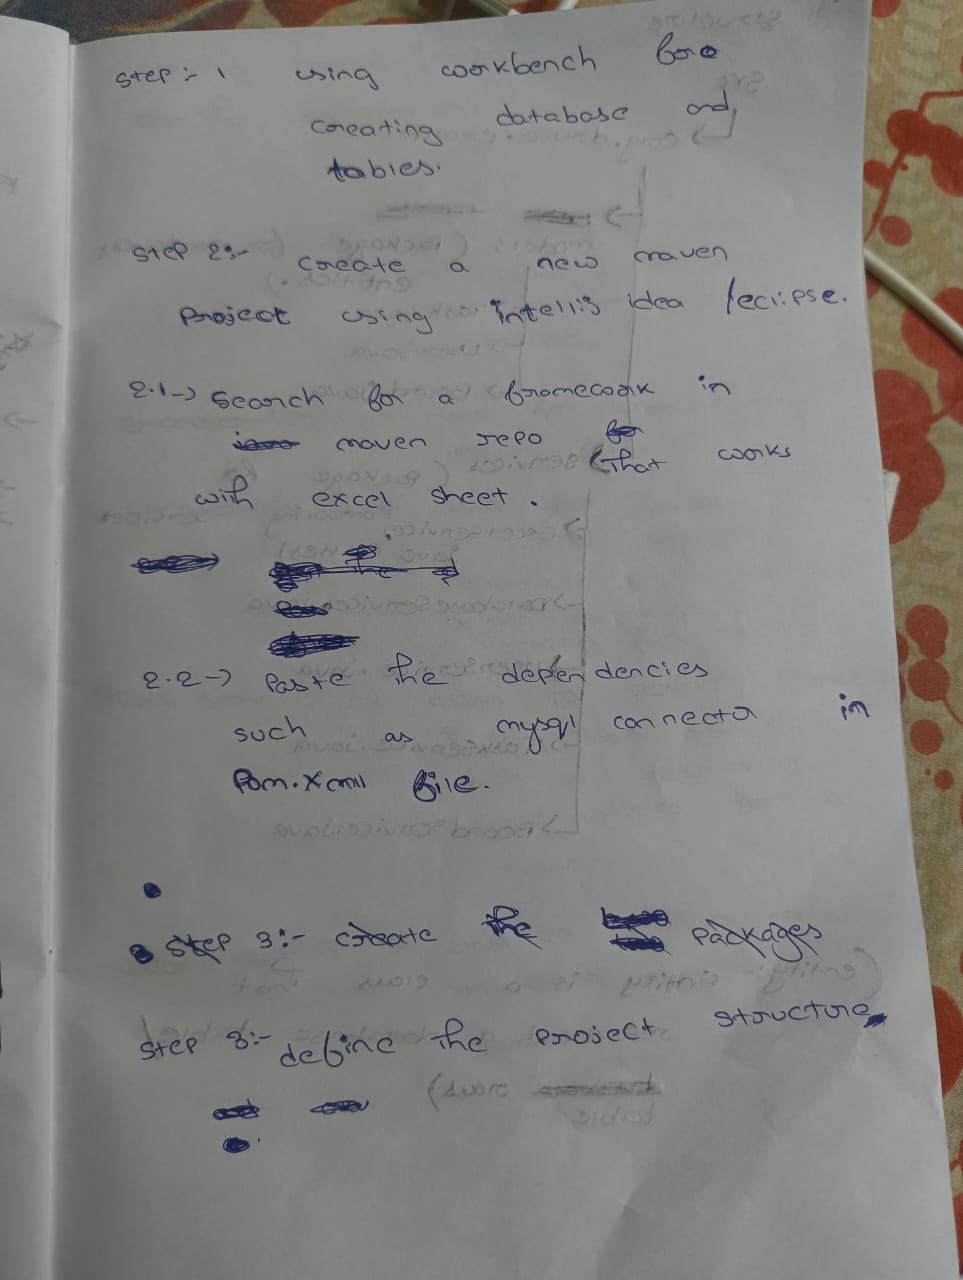 Step :- 1 using workbench for
creating database and
tables.
Step 2:- create a new maven
Project using intellij idea /eclipse.
2.1-> Search for a framework in
maven repo that works
with excel sheet.
2.2-> Paste the dependencies
such as mysql connector in
Pom.xml file.
Step 3:- create the packages
Step 3:- define the project structure